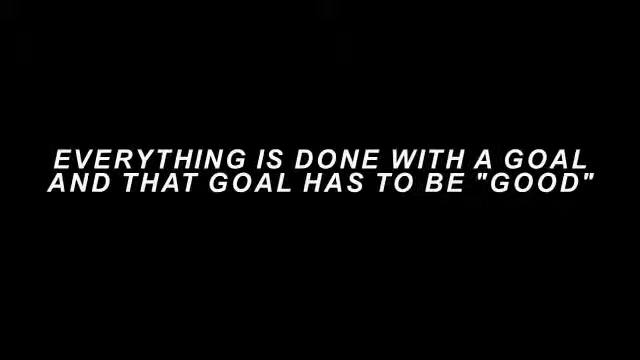 EVERYTHING IS DONE WITH A GOAL
AND THAT GOAL HAS TO BE "GOOD"